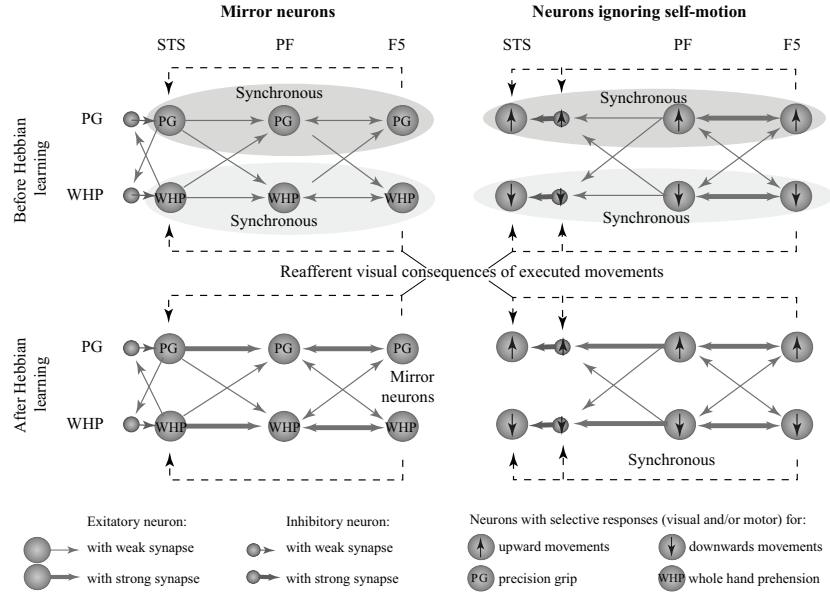 Mirror neurons
Neurons ignoring self-motion
STS PF F5
STS PF F5
Before Hebbian
learning
Synchronous
PG PG PG PG
WHP WHP WHP WHP
Synchronous
Synchronous
Synchronous
Reafferent visual consequences of executed movements
After Hebbian
learning
PG PG PG PG
Mirror
neurons
WHP WHP WHP WHP
Synchronous
Exitatory neuron:
with weak synapse
with strong synapse
Inhibitory neuron:
with weak synapse
with strong synapse
Neurons with selective responses (visual and/or motor) for:
upward movements
downwards movements
PG precision grip
WHP whole hand prehension